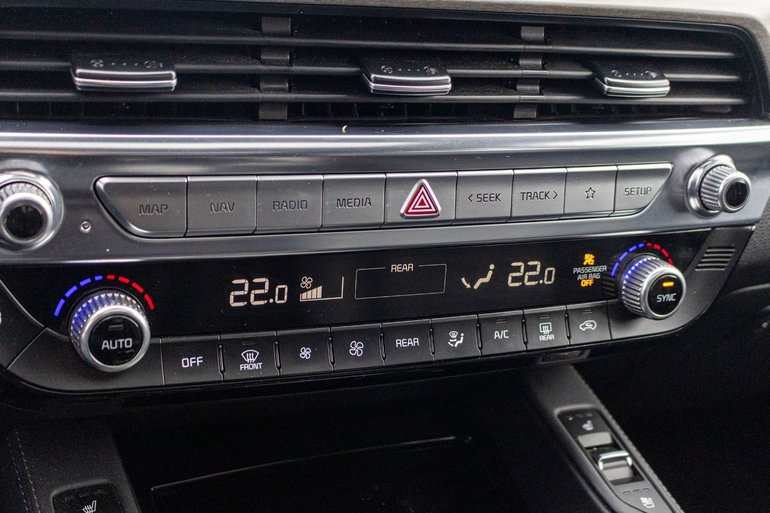 MAP NAV RADIO MEDIA < SEEK TRACK > SETUP
22.0 REAR 22.0 PASSENGER
AIR BAG
OFF
AUTO SYNC
OFF FRONT REAR A/C REAR